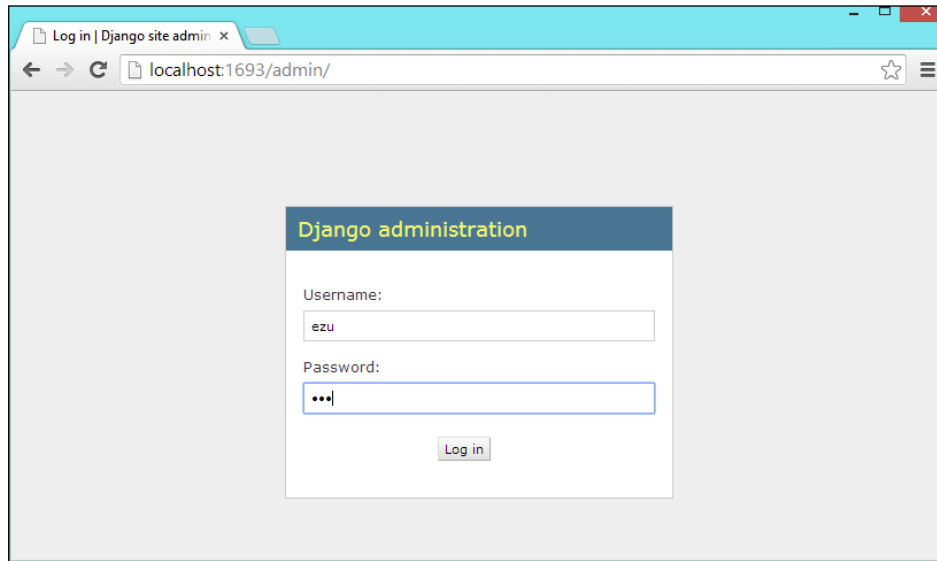 Log in | Django site admin
localhost:1693/admin/
Django administration
Username:
ezu
Password:
•••
Log in